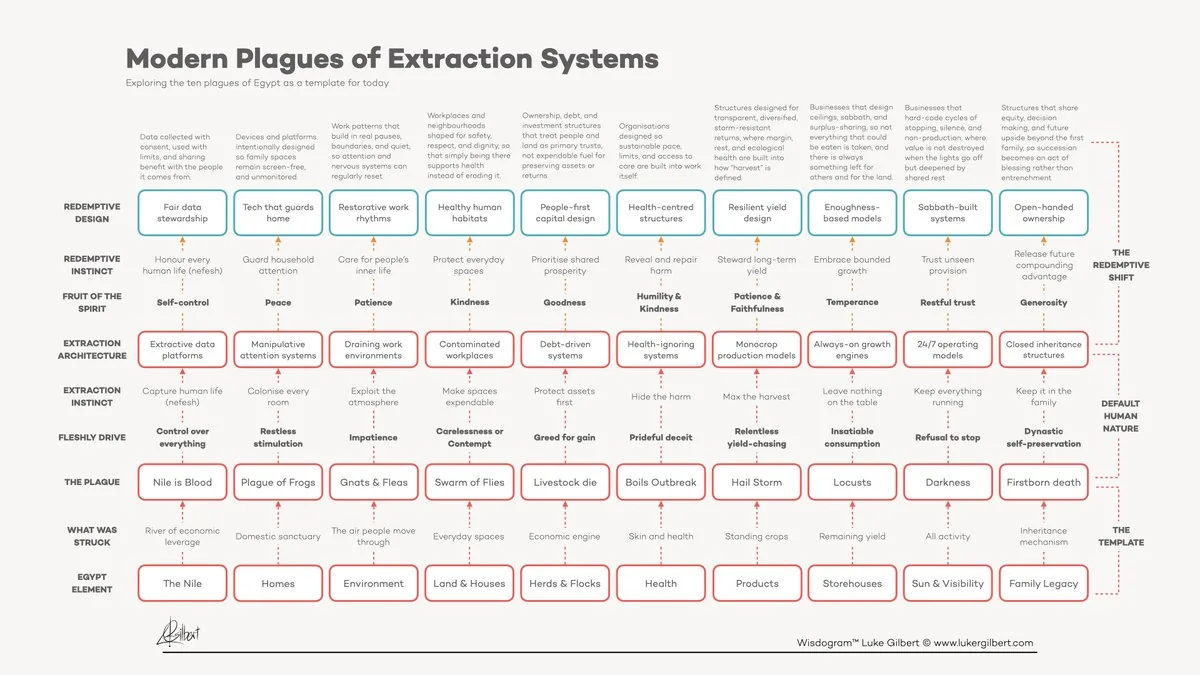 Modern Plagues of Extraction Systems
Exploring the ten plagues of Egypt as a template for today
Data collected with
consent, used with
limits, and sharing
benefit with the people
it comes from.
Devices and platforms
intentionally designed
so family spaces
remain screen-free,
and unmonitored
Work patterns that
build in real pauses,
boundaries, and quiet,
so attention and
nervous systems can
regularly reset
Workplaces and
neighbourhoods
shaped for safety,
respect, and dignity, so
that simply being there
supports health
instead of eroding it.
Ownership, debt, and
investment structures
that treat people and
land as primary trusts,
not expendable fuel for
preserving assets or
returns.
Organisations
designed so
sustainable pace,
limits, and access to
care are built into work
itself.
Structures designed for
transparent, diversified,
storm-resistant
returns, where margin,
rest, and ecological
health are built into
how “harvest” is
defined.
Businesses that design
ceilings, sabbath, and
surplus-sharing, so not
everything that could
be eaten is taken, and
there is always
something left for
others and for the land.
Businesses that
hard-code cycles of
stopping, silence, and
non-production, where
value is not destroyed
when the lights go off
but deepened by
shared rest
Structures that share
equity, decision
making, and future
upside beyond the first
family; so succession
becomes an act of
blessing rather than
entrenchment
REDEMPTIVE
DESIGN
Fair data
stewardship
Tech that guards
home
Restorative work
rhythms
Healthy human
habitats
People-first
capital design
Health-centred
structures
Resilient yield
design
Enoughness-
based models
Sabbath-built
systems
Open-handed
ownership
REDEMPTIVE
INSTINCT
Honour every
human life (nefesh)
Guard household
attention
Care for people's
inner life
Protect everyday
spaces
Prioritise shared
prosperity
Reveal and repair
harm
Steward long-term
yield
Embrace bounded
growth
Trust unseen
provision
Release future
compounding
advantage
THE
REDEMPTIVE
SHIFT
FRUIT OF THE
SPIRIT
Self-control
Peace
Patience
Kindness
Goodness
Humility &
Kindness
Patience &
Faithfulness
Temperance
Restful trust
Generosity
EXTRACTION
ARCHITECTURE
Extractive data
platforms
Manipulative
attention systems
Draining work
environments
Contaminated
workplaces
Debt-driven
systems
Health-ignoring
systems
Monocrop
production models
Always-on growth
engines
24/7 operating
models
Closed inheritance
structures
EXTRACTION
INSTINCT
Capture human life
(nefesh)
Colonise every
room
Exploit the
atmosphere
Make spaces
expendable
Protect assets
first
Hide the harm
Max the harvest
Leave nothing
on the table
Keep everything
running
Keep it in the
family
DEFAULT
HUMAN
NATURE
FLESHLY DRIVE
Control over
everything
Restless
stimulation
Impatience
Carelessness or
Contempt
Greed for gain
Prideful deceit
Relentless
yield-chasing
Insatiable
consumption
Refusal to stop
Dynastic
self-preservation
THE PLAGUE
Nile is Blood
Plague of Frogs
Gnats & Fleas
Swarm of Flies
Livestock die
Boils Outbreak
Hail Storm
Locusts
Darkness
Firstborn death
WHAT WAS
STRUCK
River of economic
leverage
Domestic sanctuary
The air people move
through
Everyday spaces
Economic engine
Skin and health
Standing crops
Remaining yield
All activity
Inheritance
mechanism
THE
TEMPLATE
EGYPT
ELEMENT
The Nile
Homes
Environment
Land & Houses
Herds & Flocks
Health
Products
Storehouses
Sun & Visibility
Family Legacy
Gilbert
Wisdogram™ Luke Gilbert © www.lukergilbert.com